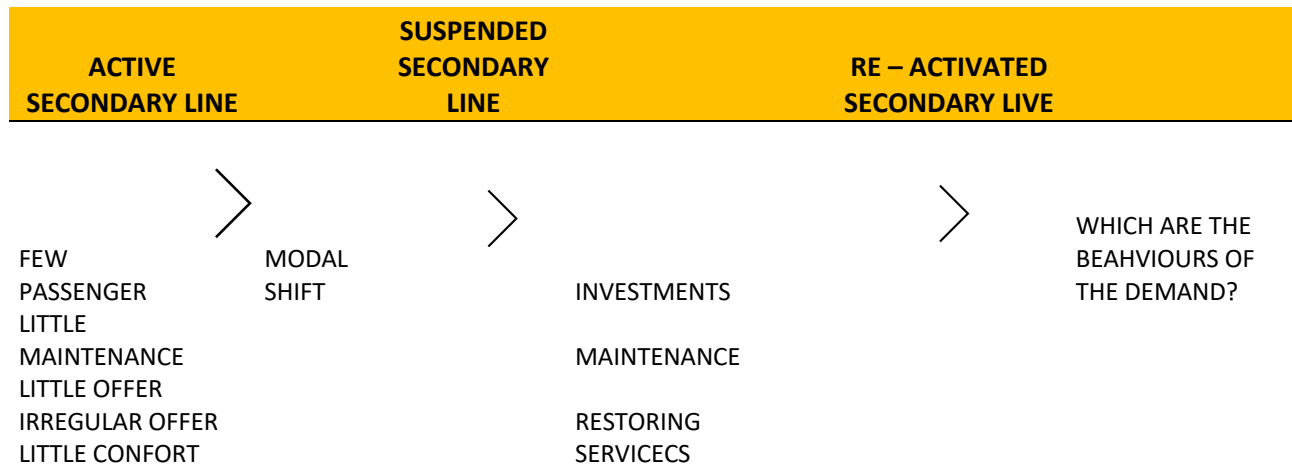 ACTIVE
SECONDARY LINE
SUSPENDED
SECONDARY
LINE
RE – ACTIVATED
SECONDARY LIVE
FEW
PASSENGER
LITTLE
MAINTENANCE
LITTLE OFFER
IRREGULAR OFFER
LITTLE CONFORT
MODAL
SHIFT
INVESTMENTS
MAINTENANCE
RESTORING
SERVICECS
WHICH ARE THE
BEAHVIOURS OF
THE DEMAND?